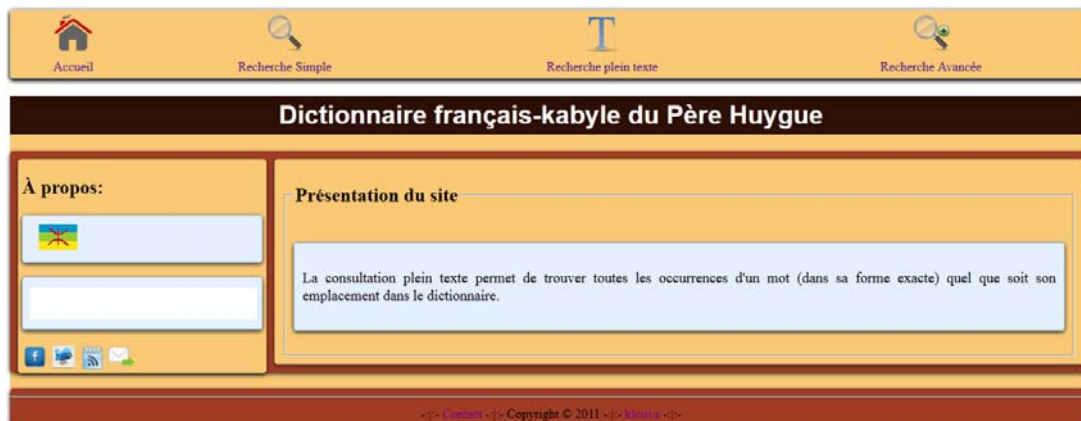 Accueil
Recherche Simple
Recherche plein texte
Recherche Avancée
Dictionnaire français-kabyle du Père Huygue
À propos:
Présentation du site
La consultation plein texte permet de trouver toutes les occurrences d'un mot (dans sa forme exacte) quel que soit son
emplacement dans le dictionnaire.
-:|:- Contact -:|:- Copyright © 2011 -:|:- -:|:-